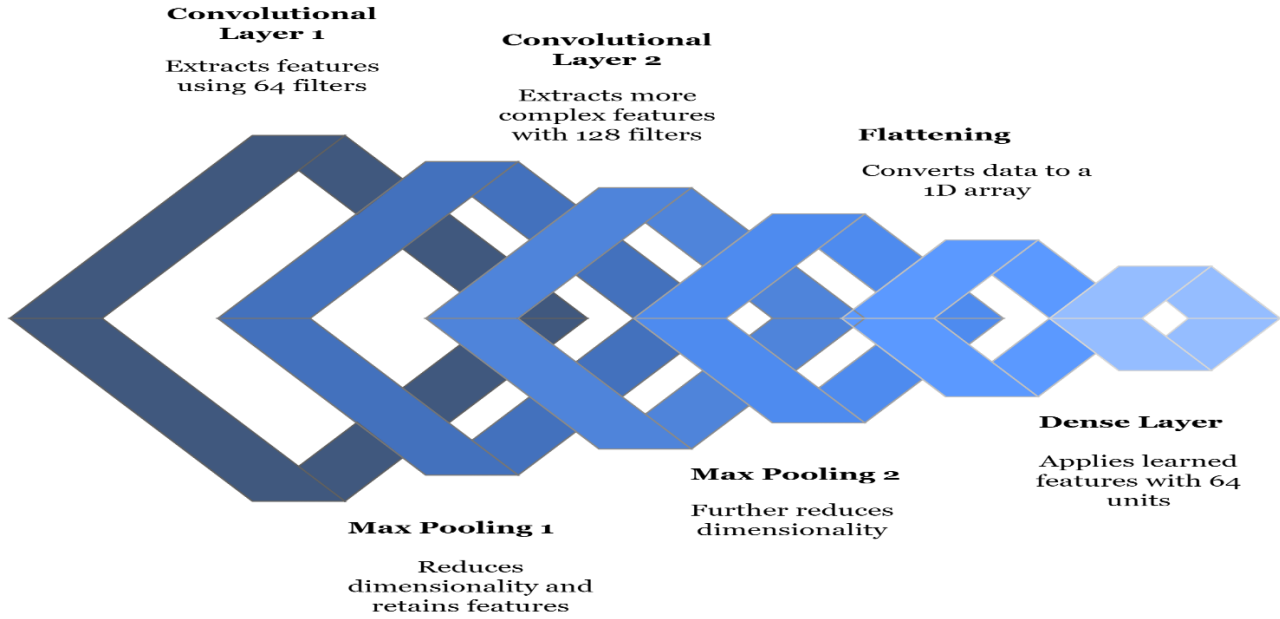 Convolutional
Layer 1
Extracts features
using 64 filters
Max Pooling 1
Reduces
dimensionality and
retains features
Convolutional
Layer 2
Extracts more
complex features
with 128 filters
Max Pooling 2
Further reduces
dimensionality
Flattening
Converts data to a
1D array
Dense Layer
Applies learned
features with 64
units